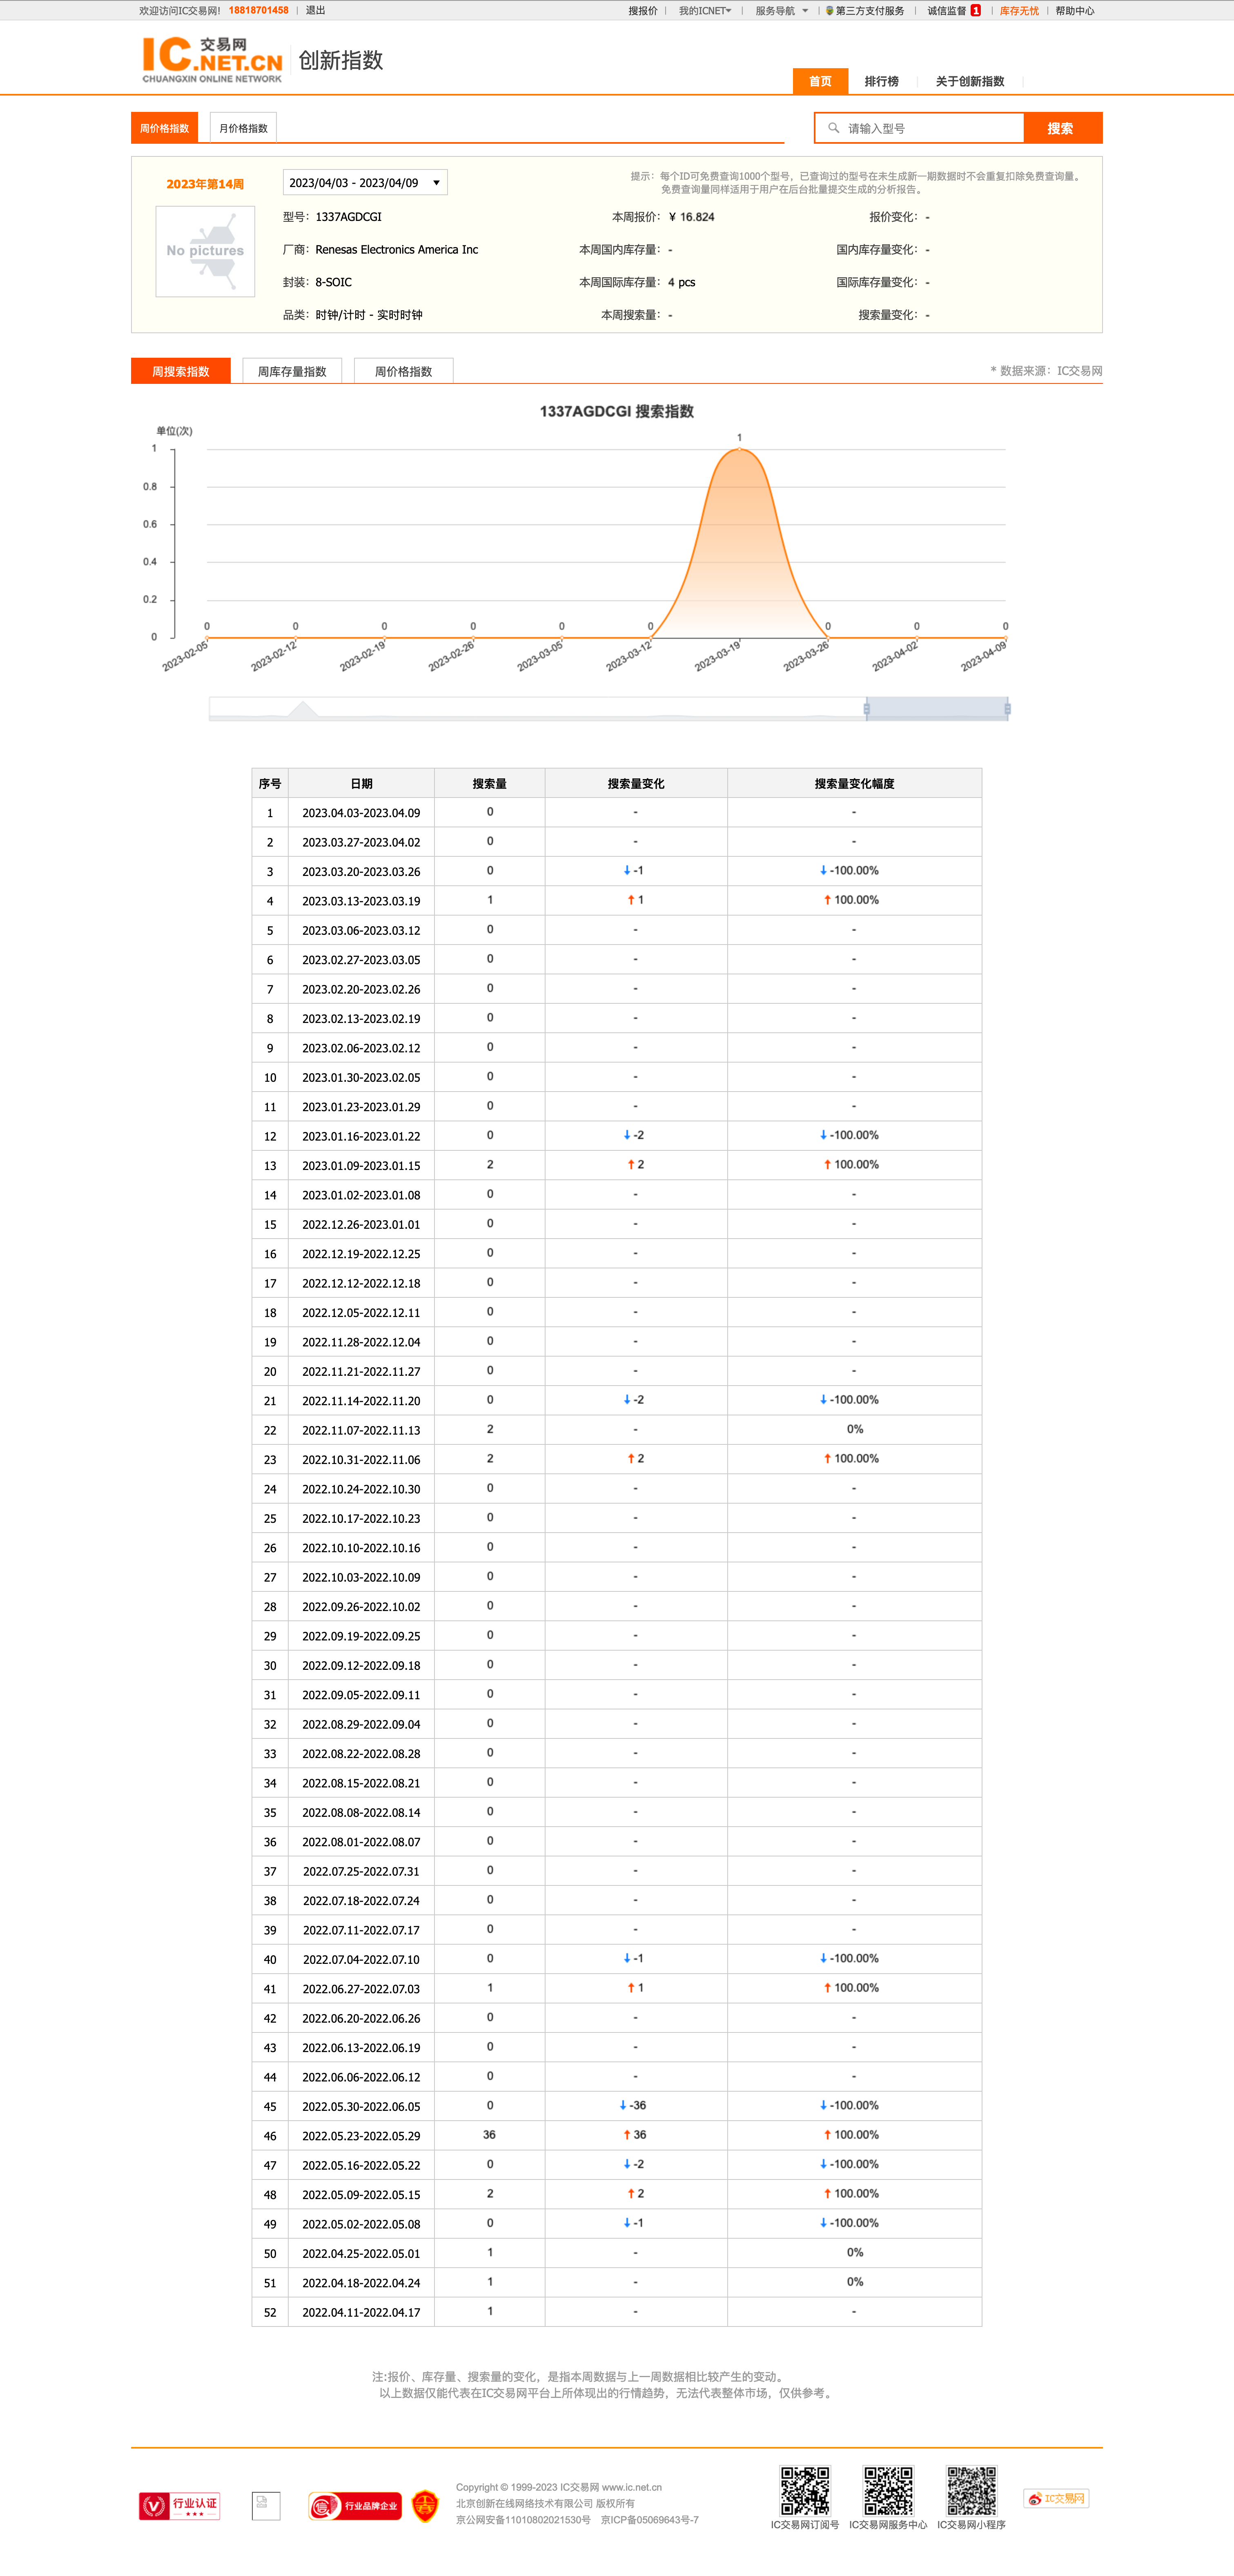 欢迎访问IC交易网! 18818701458 | 退出 搜报价 | 我的ICNET | 服务导航 | 第三方支付服务 | 诚信监督 1 | 库存无忧 | 帮助中心
IC 交易网 .NET.CN CHUANGXIN ONLINE NETWORK 创新指数
首页 排行榜 关于创新指数
周价格指数 月价格指数 请输入型号 搜索
2023年第14周 2023/04/03 - 2023/04/09 提示：每个ID可免费查询1000个型号，已查询过的型号在未生成新一期数据时不会重复扣除免费查询量。
免费查询量同样适用于用户在后台批量提交生成的分析报告。
No pictures
型号：1337AGDCGI 本周报价：¥ 16.824 报价变化：-
厂商：Renesas Electronics America Inc 本周国内库存量：- 国内库存量变化：-
封装：8-SOIC 本周国际库存量：4 pcs 国际库存量变化：-
品类：时钟/计时 - 实时时钟 本周搜索量：- 搜索量变化：-
周搜索指数 周库存量指数 周价格指数 * 数据来源：IC交易网
1337AGDCGI 搜索指数
单位(次)
1
1
0.8
0.6
0.4
0.2
0
0 0 0 0 0 0 0 0 0
2023-02-05 2023-02-12 2023-02-19 2023-02-26 2023-03-05 2023-03-12 2023-03-19 2023-03-26 2023-04-02 2023-04-09
序号 日期 搜索量 搜索量变化 搜索量变化幅度
1 2023.04.03-2023.04.09 0 - -
2 2023.03.27-2023.04.02 0 - -
3 2023.03.20-2023.03.26 0 ↓-1 ↓-100.00%
4 2023.03.13-2023.03.19 1 ↑1 ↑100.00%
5 2023.03.06-2023.03.12 0 - -
6 2023.02.27-2023.03.05 0 - -
7 2023.02.20-2023.02.26 0 - -
8 2023.02.13-2023.02.19 0 - -
9 2023.02.06-2023.02.12 0 - -
10 2023.01.30-2023.02.05 0 - -
11 2023.01.23-2023.01.29 0 - -
12 2023.01.16-2023.01.22 0 ↓-2 ↓-100.00%
13 2023.01.09-2023.01.15 2 ↑2 ↑100.00%
14 2023.01.02-2023.01.08 0 - -
15 2022.12.26-2023.01.01 0 - -
16 2022.12.19-2022.12.25 0 - -
17 2022.12.12-2022.12.18 0 - -
18 2022.12.05-2022.12.11 0 - -
19 2022.11.28-2022.12.04 0 - -
20 2022.11.21-2022.11.27 0 - -
21 2022.11.14-2022.11.20 0 ↓-2 ↓-100.00%
22 2022.11.07-2022.11.13 2 - 0%
23 2022.10.31-2022.11.06 2 ↑2 ↑100.00%
24 2022.10.24-2022.10.30 0 - -
25 2022.10.17-2022.10.23 0 - -
26 2022.10.10-2022.10.16 0 - -
27 2022.10.03-2022.10.09 0 - -
28 2022.09.26-2022.10.02 0 - -
29 2022.09.19-2022.09.25 0 - -
30 2022.09.12-2022.09.18 0 - -
31 2022.09.05-2022.09.11 0 - -
32 2022.08.29-2022.09.04 0 - -
33 2022.08.22-2022.08.28 0 - -
34 2022.08.15-2022.08.21 0 - -
35 2022.08.08-2022.08.14 0 - -
36 2022.08.01-2022.08.07 0 - -
37 2022.07.25-2022.07.31 0 - -
38 2022.07.18-2022.07.24 0 - -
39 2022.07.11-2022.07.17 0 - -
40 2022.07.04-2022.07.10 0 ↓-1 ↓-100.00%
41 2022.06.27-2022.07.03 1 ↑1 ↑100.00%
42 2022.06.20-2022.06.26 0 - -
43 2022.06.13-2022.06.19 0 - -
44 2022.06.06-2022.06.12 0 - -
45 2022.05.30-2022.06.05 0 ↓-36 ↓-100.00%
46 2022.05.23-2022.05.29 36 ↑36 ↑100.00%
47 2022.05.16-2022.05.22 0 ↓-2 ↓-100.00%
48 2022.05.09-2022.05.15 2 ↑2 ↑100.00%
49 2022.05.02-2022.05.08 0 ↓-1 ↓-100.00%
50 2022.04.25-2022.05.01 1 - 0%
51 2022.04.18-2022.04.24 1 - 0%
52 2022.04.11-2022.04.17 1 - -
注:报价、库存量、搜索量的变化，是指本周数据与上一周数据相比较产生的变动。
以上数据仅能代表在IC交易网平台上所体现出的行情趋势，无法代表整体市场，仅供参考。
行业认证 信 行业品牌企业
Copyright © 1999-2023 IC交易网 www.ic.net.cn
北京创新在线网络技术有限公司 版权所有
京公网安备11010802021530号 京ICP备05069643号-7
IC交易网订阅号 IC交易网服务中心 IC交易网小程序 IC交易网